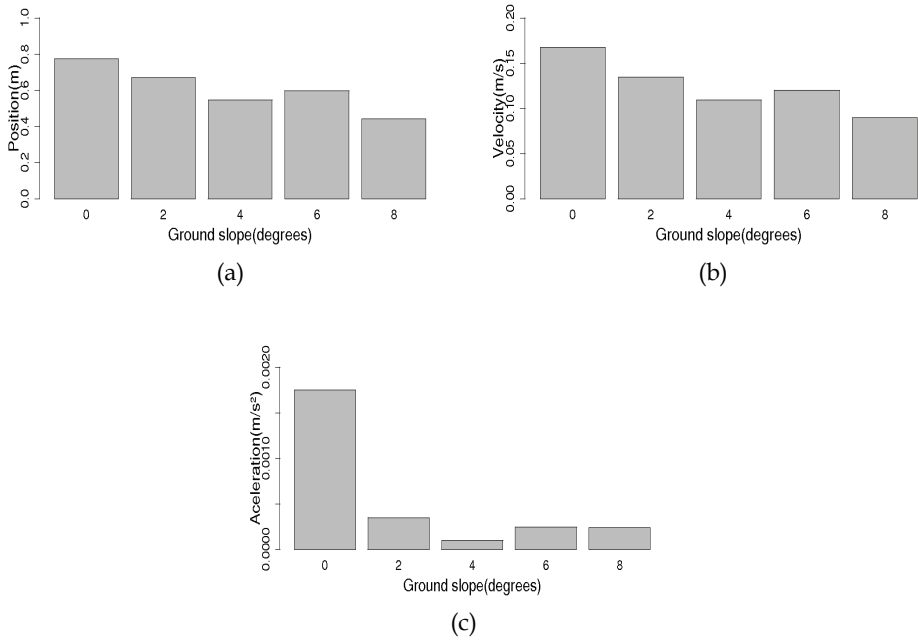 Position(m)
0.0 0.2 0.4 0.6 0.8 1.0
0 2 4 6 8
Ground slope(degrees)
(a)
Velocity(m/s)
0.00 0.05 0.10 0.15 0.20
0 2 4 6 8
Ground slope(degrees)
(b)
Aceleration(m/s²)
0.0000 0.0010 0.0020
0 2 4 6 8
Ground slope(degrees)
(c)